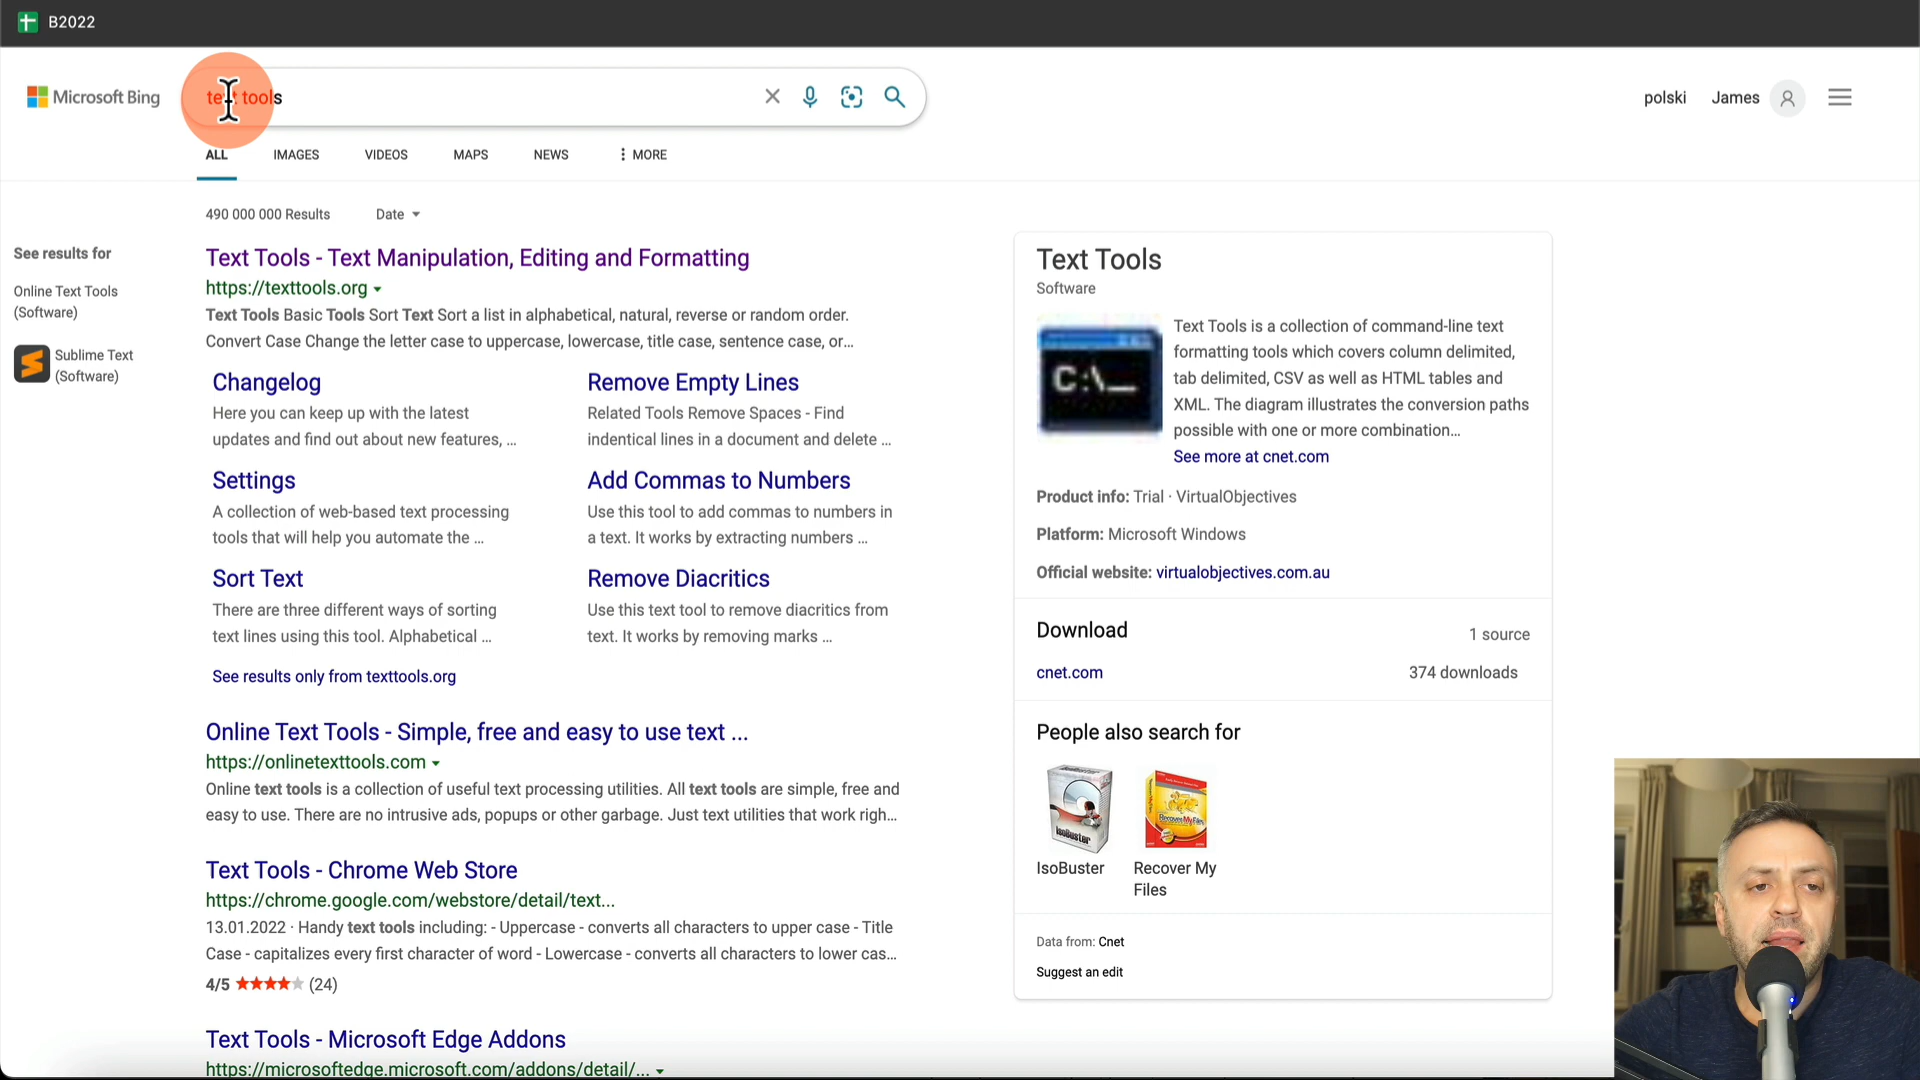 B2022
Microsoft Bing
text tools
polski
James
ALL
IMAGES
VIDEOS
MAPS
NEWS
MORE
490 000 000 Results
Date
See results for
Online Text Tools
(Software)
Sublime Text
(Software)
Text Tools - Text Manipulation, Editing and Formatting
https://texttools.org
Text Tools Basic Tools Sort Text Sort a list in alphabetical, natural, reverse or random order.
Convert Case Change the letter case to uppercase, lowercase, title case, sentence case, or...
Changelog
Here you can keep up with the latest
updates and find out about new features, ...
Remove Empty Lines
Related Tools Remove Spaces - Find
indentical lines in a document and delete ...
Settings
A collection of web-based text processing
tools that will help you automate the ...
Add Commas to Numbers
Use this tool to add commas to numbers in
a text. It works by extracting numbers ...
Sort Text
There are three different ways of sorting
text lines using this tool. Alphabetical ...
Remove Diacritics
Use this text tool to remove diacritics from
text. It works by removing marks ...
See results only from texttools.org
Online Text Tools - Simple, free and easy to use text ...
https://onlinetexttools.com
Online text tools is a collection of useful text processing utilities. All text tools are simple, free and
easy to use. There are no intrusive ads, popups or other garbage. Just text utilities that work righ...
Text Tools - Chrome Web Store
https://chrome.google.com/webstore/detail/text...
13.01.2022 · Handy text tools including: - Uppercase - converts all characters to upper case - Title
Case - capitalizes every first character of word - Lowercase - converts all characters to lower cas...
4/5 ★★★★★ (24)
Text Tools - Microsoft Edge Addons
https://microsoftedge.microsoft.com/addons/detail/...
Text Tools
Software
C:\_
Text Tools is a collection of command-line text
formatting tools which covers column delimited,
tab delimited, CSV as well as HTML tables and
XML. The diagram illustrates the conversion paths
possible with one or more combination...
See more at cnet.com
Product info: Trial · VirtualObjectives
Platform: Microsoft Windows
Official website: virtualobjectives.com.au
Download
1 source
cnet.com
374 downloads
People also search for
IsoBuster
RecoverMyFiles
IsoBuster
Recover My
Files
Data from: Cnet
Suggest an edit